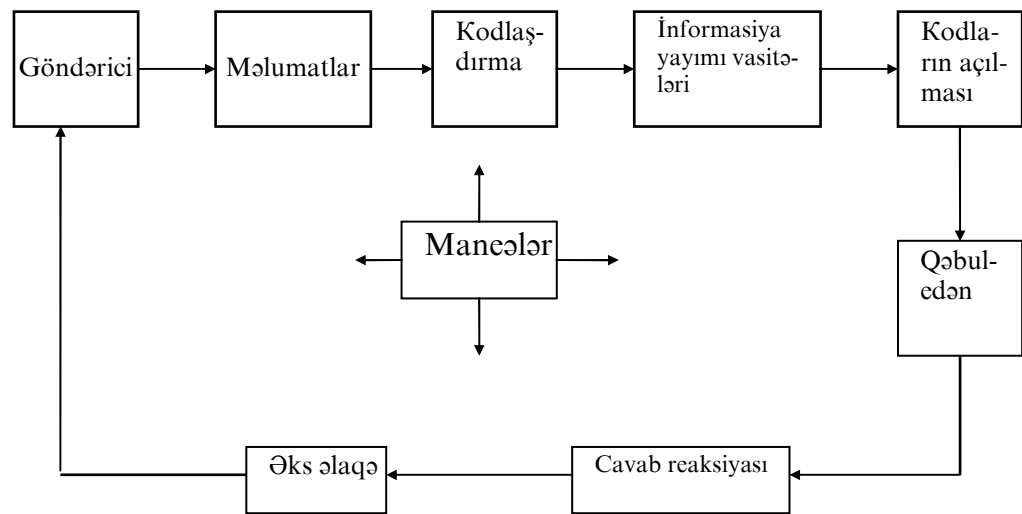 Göndərici
Məlumatlar
Kodlaş-
dırma
İnformasiya
yayımı vasitə-
ləri
Kodla-
rın açıl-
ması
Maneələr
Qəbul-
edən
Əks əlaqə
Cavab reaksiyası